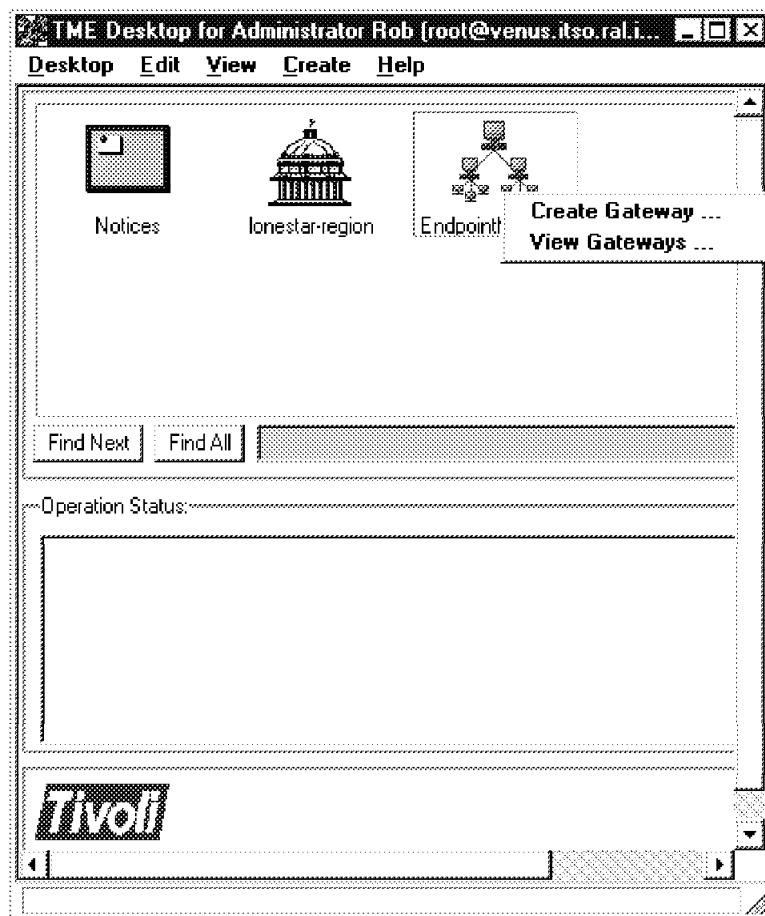 TME Desktop for Administrator Rob (root@venus.itso.ral.i...
Desktop Edit View Create Help
Notices
lonestar-region
Create Gateway ...
View Gateways ...
Find Next
Find All
Operation Status:
Tivoli